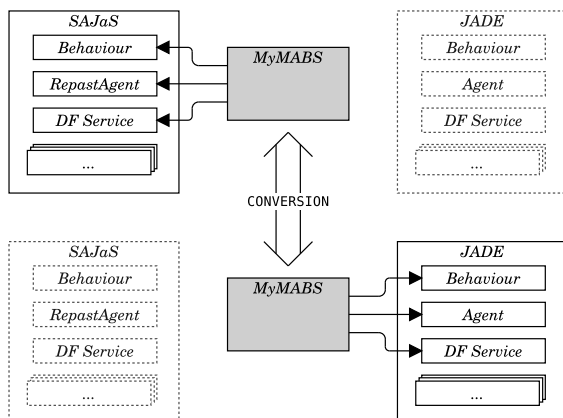 SAJaS
Behaviour
RepastAgent
DF Service
...
MyMABS
JADE
Behaviour
Agent
DF Service
...
CONVERSION
SAJaS
Behaviour
RepastAgent
DF Service
...
MyMABS
JADE
Behaviour
Agent
DF Service
...